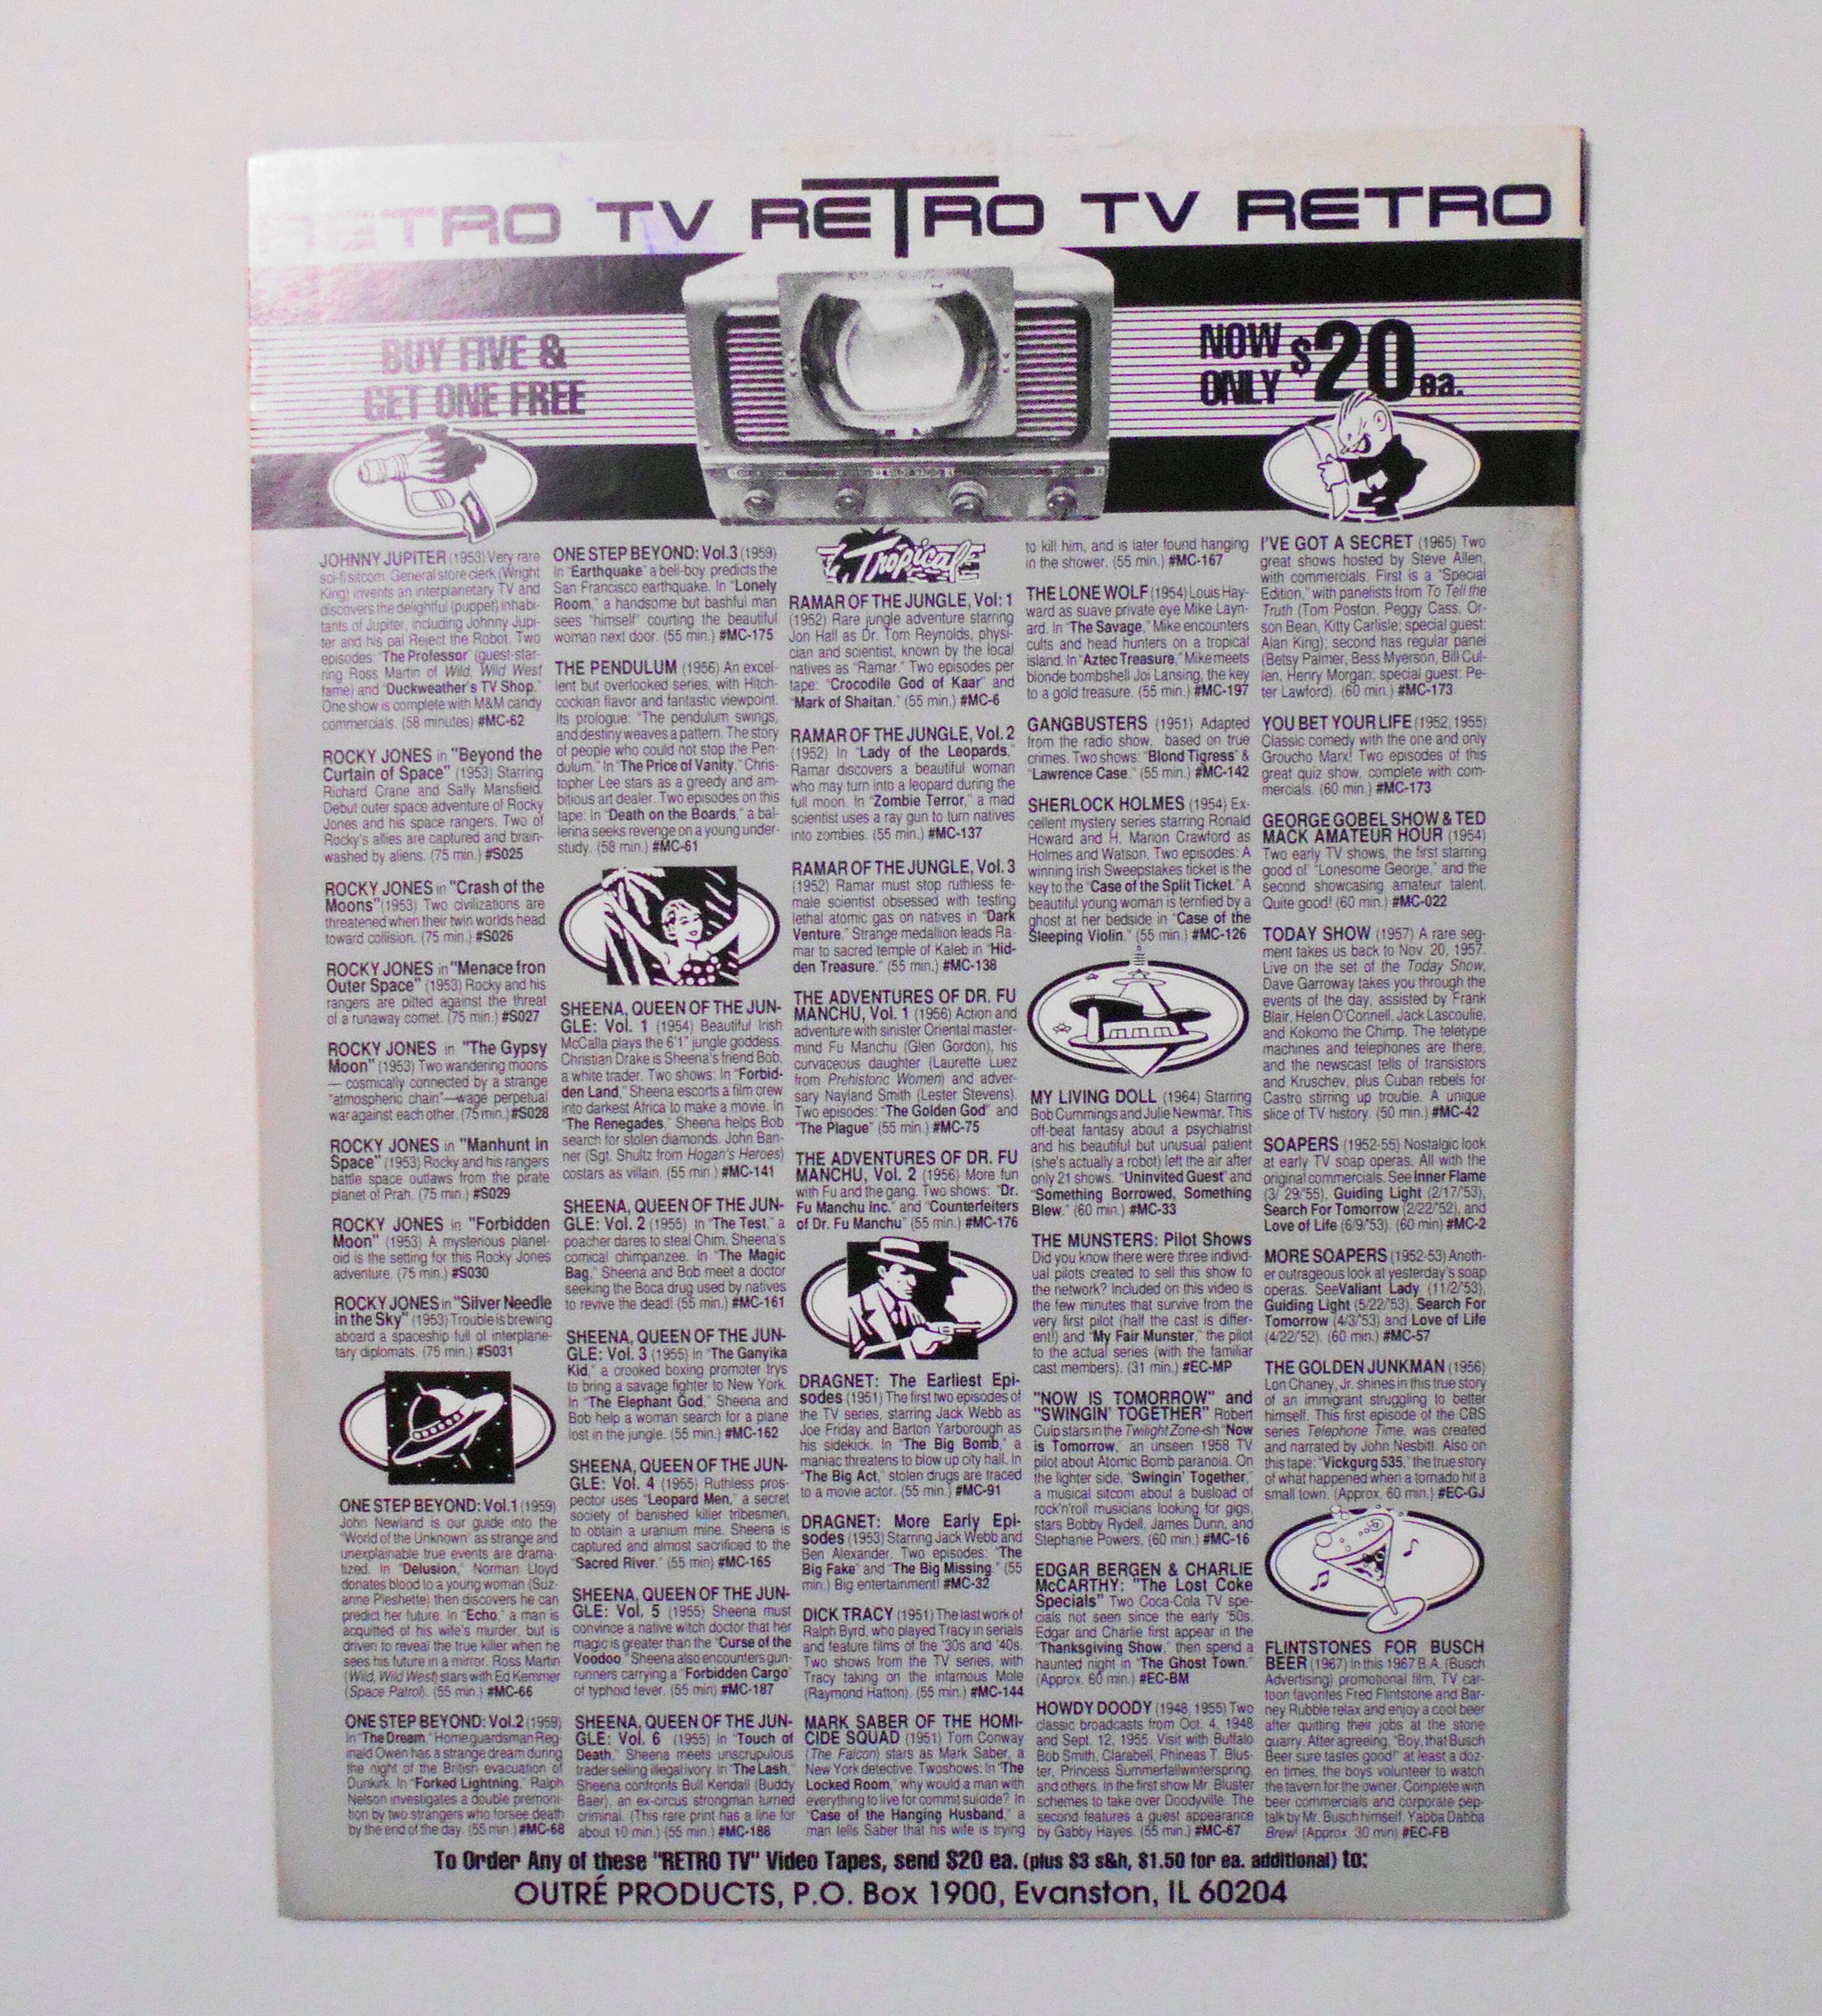 RETRO TV RETRO TV RETRO
BUY FIVE &
GET ONE FREE
NOW
ONLY $20 ea.
JOHNNY JUPITER (1953) Very rare
sci-fi sitcom. General store clerk (Wright
King) invents an interplanetary TV and
discovers the delightful (puppet) inhabi-
tants of Jupiter, including Johnny Jupi-
ter and his pal Reject the Robot. Two
episodes: "The Professor" (guest-star-
ring Ross Martin of Wild, Wild West
fame) and "Duckweather's TV Shop."
One show is complete with M&M candy
commercials. (58 minutes) #MC-62
ROCKY JONES in "Beyond the
Curtain of Space" (1953) Starring
Richard Crane and Sally Mansfield.
Debut outer space adventure of Rocky
Jones and his space rangers. Two of
Rocky's allies are captured and brain-
washed by aliens. (75 min.) #S025
ROCKY JONES in "Crash of the
Moons" (1953) Two civilizations are
threatened when their twin worlds head
toward collision. (75 min.) #S026
ROCKY JONES in "Menace fron
Outer Space" (1953) Rocky and his
rangers are pitted against the threat
of a runaway comet. (75 min.) #S027
ROCKY JONES in "The Gypsy
Moon" (1953) Two wandering moons
— cosmically connected by a strange
"atmospheric chain"—wage perpetual
war against each other. (75 min.) #S028
ROCKY JONES in "Manhunt in
Space" (1953) Rocky and his rangers
battle space outlaws from the pirate
planet of Prah. (75 min.) #S029
ROCKY JONES in "Forbidden
Moon" (1953) A mysterious planet-
oid is the setting for this Rocky Jones
adventure. (75 min.) #S030
ROCKY JONES in "Silver Needle
in the Sky" (1953) Trouble is brewing
aboard a spaceship full of interplane-
tary diplomats. (75 min.) #S031
ONE STEP BEYOND: Vol.1 (1959)
John Newland is our guide into the
"World of the Unknown" as strange and
unexplainable true events are drama-
tized. In "Delusion," Norman Lloyd
donates blood to a young woman (Suz-
anne Pleshette) then discovers he can
predict her future. In "Echo," a man is
acquitted of his wife's murder, but is
driven to reveal the true killer when he
sees his future in a mirror. Ross Martin
(Wild, Wild West) stars with Ed Kemmer
(Space Patrol). (55 min.) #MC-66
ONE STEP BEYOND: Vol.2 (1959)
In "The Dream," Home guardsman Reg-
inald Owen has a strange dream during
the night of the British evacuation of
Dunkirk. In "Forked Lightning," Ralph
Nelson investigates a double premoni-
tion by two strangers who forsee death
by the end of the day. (55 min.) #MC-68
ONE STEP BEYOND: Vol.3 (1959)
In "Earthquake" a bell-boy predicts the
San Francisco earthquake. In "Lonely
Room," a handsome but bashful man
sees "himself" courting the beautiful
woman next door. (55 min.) #MC-175
THE PENDULUM (1956) An excel-
lent but overlooked series, with Hitch-
cockian flavor and fantastic viewpoint.
Its prologue: "The pendulum swings,
and destiny weaves a pattern. The story
of people who could not stop the Pen-
dulum." In "The Price of Vanity," Chris-
topher Lee stars as a greedy and am-
bitious art dealer. Two episodes on this
tape: In "Death on the Boards," a bal-
lerina seeks revenge on a young under-
study. (58 min.) #MC-61
SHEENA, QUEEN OF THE JUN-
GLE: Vol. 1 (1954) Beautiful Irish
McCalla plays the 6'1" jungle goddess.
Christian Drake is Sheena's friend Bob,
a white trader. Two shows: In "Forbid-
den Land," Sheena escorts a film crew
into darkest Africa to make a movie. In
"The Renegades," Sheena helps Bob
search for stolen diamonds. John Ban-
ner (Sgt. Shultz from Hogan's Heroes)
costars as villain. (55 min.) #MC-141
SHEENA, QUEEN OF THE JUN-
GLE: Vol. 2 (1955) In "The Test," a
poacher dares to steal Chim, Sheena's
comical chimpanzee. In "The Magic
Bag," Sheena and Bob meet a doctor
seeking the Boca drug used by natives
to revive the dead! (55 min.) #MC-161
SHEENA, QUEEN OF THE JUN-
GLE: Vol. 3 (1955) In "The Ganyika
Kid," a crooked boxing promoter trys
to bring a savage fighter to New York.
In "The Elephant God," Sheena and
Bob help a woman search for a plane
lost in the jungle. (55 min.) #MC-162
SHEENA, QUEEN OF THE JUN-
GLE: Vol. 4 (1955) Ruthless pros-
pector uses "Leopard Men," a secret
society of banished killer tribesmen,
to obtain a uranium mine. Sheena is
captured and almost sacrificed to the
"Sacred River." (55 min) #MC-165
SHEENA, QUEEN OF THE JUN-
GLE: Vol. 5 (1955) Sheena must
convince a native witch doctor that her
magic is greater than the "Curse of the
Voodoo." Sheena also encounters gun-
runners carrying a "Forbidden Cargo"
of typhoid fever. (55 min) #MC-187
SHEENA, QUEEN OF THE JUN-
GLE: Vol. 6 (1955) In "Touch of
Death," Sheena meets unscrupulous
trader selling illegal ivory. In "The Lash,"
Sheena confronts Bull Kendall (Buddy
Baer), an ex-circus strongman turned
criminal. (This rare print has a line for
about 10 min.) (55 min.) #MC-188
Tropical
RAMAR OF THE JUNGLE, Vol: 1
(1952) Rare jungle adventure starring
Jon Hall as Dr. Tom Reynolds, physi-
cian and scientist, known by the local
natives as "Ramar." Two episodes per
tape: "Crocodile God of Kaar" and
"Mark of Shaitan." (55 min.) #MC-6
RAMAR OF THE JUNGLE, Vol. 2
(1952) In "Lady of the Leopards,"
Ramar discovers a beautiful woman
who may turn into a leopard during the
full moon. In "Zombie Terror," a mad
scientist uses a ray gun to turn natives
into zombies. (55 min.) #MC-137
RAMAR OF THE JUNGLE, Vol. 3
(1952) Ramar must stop ruthless fe-
male scientist obsessed with testing
lethal atomic gas on natives in "Dark
Venture." Strange medallion leads Ra-
mar to sacred temple of Kaleb in "Hid-
den Treasure." (55 min.) #MC-138
THE ADVENTURES OF DR. FU
MANCHU, Vol. 1 (1956) Action and
adventure with sinister Oriental master-
mind Fu Manchu (Glen Gordon), his
curvaceous daughter (Laurette Luez
from Prehistoric Women) and adver-
sary Nayland Smith (Lester Stevens).
Two episodes: "The Golden God" and
"The Plague" (55 min.) #MC-75
THE ADVENTURES OF DR. FU
MANCHU, Vol. 2 (1956) More fun
with Fu and the gang. Two shows: "Dr.
Fu Manchu Inc." and "Counterfeiters
of Dr. Fu Manchu" (55 min.) #MC-176
DRAGNET: The Earliest Epi-
sodes (1951) The first two episodes of
the TV series, starring Jack Webb as
Joe Friday and Barton Yarborough as
his sidekick. In "The Big Bomb," a
maniac threatens to blow up city hall. In
"The Big Act," stolen drugs are traced
to a movie actor. (55 min.) #MC-91
DRAGNET: More Early Epi-
sodes (1953) Starring Jack Webb and
Ben Alexander. Two episodes: "The
Big Fake" and "The Big Missing." (55
min.) Big entertainment! #MC-32
DICK TRACY (1951) The last work of
Ralph Byrd, who played Tracy in serials
and feature films of the '30s and '40s.
Two shows from the TV series, with
Tracy taking on the infamous Mole
(Raymond Hatton). (55 min.) #MC-144
MARK SABER OF THE HOMI-
CIDE SQUAD (1951) Tom Conway
(The Falcon) stars as Mark Saber, a
New York detective. Two shows: In "The
Locked Room," why would a man with
everything to live for commit suicide? In
"Case of the Hanging Husband," a
man tells Saber that his wife is trying
to kill him, and is later found hanging
in the shower. (55 min.) #MC-167
THE LONE WOLF (1954) Louis Hay-
ward as suave private eye Mike Layn-
ard. In "The Savage," Mike encounters
cults and head hunters on a tropical
island. In "Aztec Treasure," Mike meets
blonde bombshell Joi Lansing, the key
to a gold treasure. (55 min.) #MC-197
GANGBUSTERS (1951) Adapted
from the radio show, based on true
crimes. Two shows: "Blond Tigress" &
"Lawrence Case." (55 min.) #MC-142
SHERLOCK HOLMES (1954) Ex-
cellent mystery series starring Ronald
Howard and H. Marion Crawford as
Holmes and Watson. Two episodes: A
winning Irish Sweepstakes ticket is the
key to the "Case of the Split Ticket." A
beautiful young woman is terrified by a
ghost at her bedside in "Case of the
Sleeping Violin." (55 min.) #MC-126
MY LIVING DOLL (1964) Starring
Bob Cummings and Julie Newmar. This
off-beat fantasy about a psychiatrist
and his beautiful but unusual patient
(she's actually a robot) left the air after
only 21 shows. "Uninvited Guest" and
"Something Borrowed, Something
Blew." (60 min.) #MC-33
THE MUNSTERS: Pilot Shows
Did you know there were three individ-
ual pilots created to sell this show to
the network? Included on this video is
the few minutes that survive from the
very first pilot (half the cast is differ-
ent!) and "My Fair Munster," the pilot
to the actual series (with the familiar
cast members). (31 min.) #EC-MP
"NOW IS TOMORROW" and
"SWINGIN' TOGETHER" Robert
Culp stars in the Twilight Zone-ish "Now
is Tomorrow," an unseen 1958 TV
pilot about Atomic Bomb paranoia. On
the lighter side, "Swingin' Together,"
a musical sitcom about a busload of
rock'n'roll musicians looking for gigs,
stars Bobby Rydell, James Dunn, and
Stephanie Powers. (60 min.) #MC-16
EDGAR BERGEN & CHARLIE
McCARTHY: "The Lost Coke
Specials" Two Coca-Cola TV spe-
cials not seen since the early '50s.
Edgar and Charlie first appear in the
"Thanksgiving Show," then spend a
haunted night in "The Ghost Town."
(Approx. 60 min.) #EC-BM
HOWDY DOODY (1948, 1955) Two
classic broadcasts from Oct. 4, 1948
and Sept. 12, 1955. Visit with Buffalo
Bob Smith, Clarabell, Phineas T. Blus-
ter, Princess Summerfallwinterspring,
and others. In the first show Mr. Bluster
schemes to take over Doodyville. The
second features a guest appearance
by Gabby Hayes. (55 min.) #MC-67
I'VE GOT A SECRET (1965) Two
great shows hosted by Steve Allen,
with commercials. First is a "Special
Edition," with panelists from To Tell the
Truth (Tom Poston, Peggy Cass, Or-
son Bean, Kitty Carlisle; special guest:
Alan King); second has regular panel
(Betsy Palmer, Bess Myerson, Bill Cul-
len, Henry Morgan; special guest: Pe-
ter Lawford). (60 min.) #MC-173
YOU BET YOUR LIFE (1952, 1955)
Classic comedy with the one and only
Groucho Marx! Two episodes of this
great quiz show, complete with com-
mercials. (60 min.) #MC-173
GEORGE GOBEL SHOW & TED
MACK AMATEUR HOUR (1954)
Two early TV shows, the first starring
good ol' "Lonesome George," and the
second showcasing amateur talent.
Quite good! (60 min.) #MC-022
TODAY SHOW (1957) A rare seg-
ment takes us back to Nov. 20, 1957.
Live on the set of the Today Show,
Dave Garroway takes you through the
events of the day, assisted by Frank
Blair, Helen O'Connell, Jack Lascoulie,
and Kokomo the Chimp. The teletype
machines and telephones are there,
and the newscast tells of transistors
and Kruschev, plus Cuban rebels for
Castro stirring up trouble. A unique
slice of TV history. (50 min.) #MC-42
SOAPERS (1952-55) Nostalgic look
at early TV soap operas. All with the
original commercials. See Inner Flame
(3/ 29/'55), Guiding Light (2/17/'53),
Search For Tomorrow (2/22/'52), and
Love of Life (6/9/'53). (60 min) #MC-2
MORE SOAPERS (1952-53) Anoth-
er outrageous look at yesterday's soap
operas. See Valiant Lady (11/2/'53),
Guiding Light (5/22/'53), Search For
Tomorrow (4/3/'53) and Love of Life
(4/22/'52). (60 min.) #MC-57
THE GOLDEN JUNKMAN (1956)
Lon Chaney, Jr. shines in this true story
of an immigrant struggling to better
himself. This first episode of the CBS
series Telephone Time, was created
and narrated by John Nesbitt. Also on
this tape: "Vickgurg 535," the true story
of what happened when a tornado hit a
small town. (Approx. 60 min.) #EC-GJ
FLINTSTONES FOR BUSCH
BEER (1967) In this 1967 B.A. (Busch
Advertising) promotional film, TV car-
toon favorites Fred Flintstone and Bar-
ney Rubble relax and enjoy a cool beer
after quitting their jobs at the stone
quarry. After agreeing, "Boy, that Busch
Beer sure tastes good!" at least a doz-
en times, the boys volunteer to watch
the tavern for the owner. Complete with
beer commercials and corporate pep-
talk by Mr. Busch himself. Yabba Dabba
Brew! (Approx. 30 min) #EC-FB
To Order Any of these "RETRO TV" Video Tapes, send $20 ea. (plus $3 s&h, $1.50 for ea. additional) to:
OUTRÉ PRODUCTS, P.O. Box 1900, Evanston, IL 60204